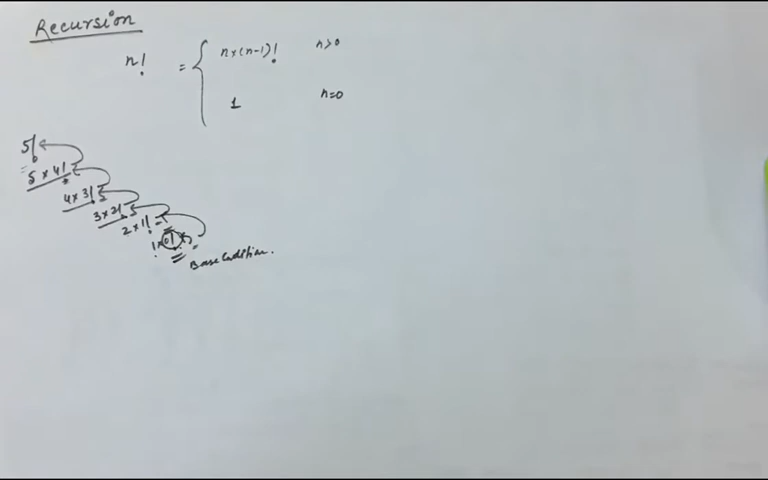 Recursion
n! = { n×(n-1)! n>0
1 n=0
5!
5 × 4!
4 × 3!
3 × 2!
2 × 1! =
1 × 0!
Base Condition.